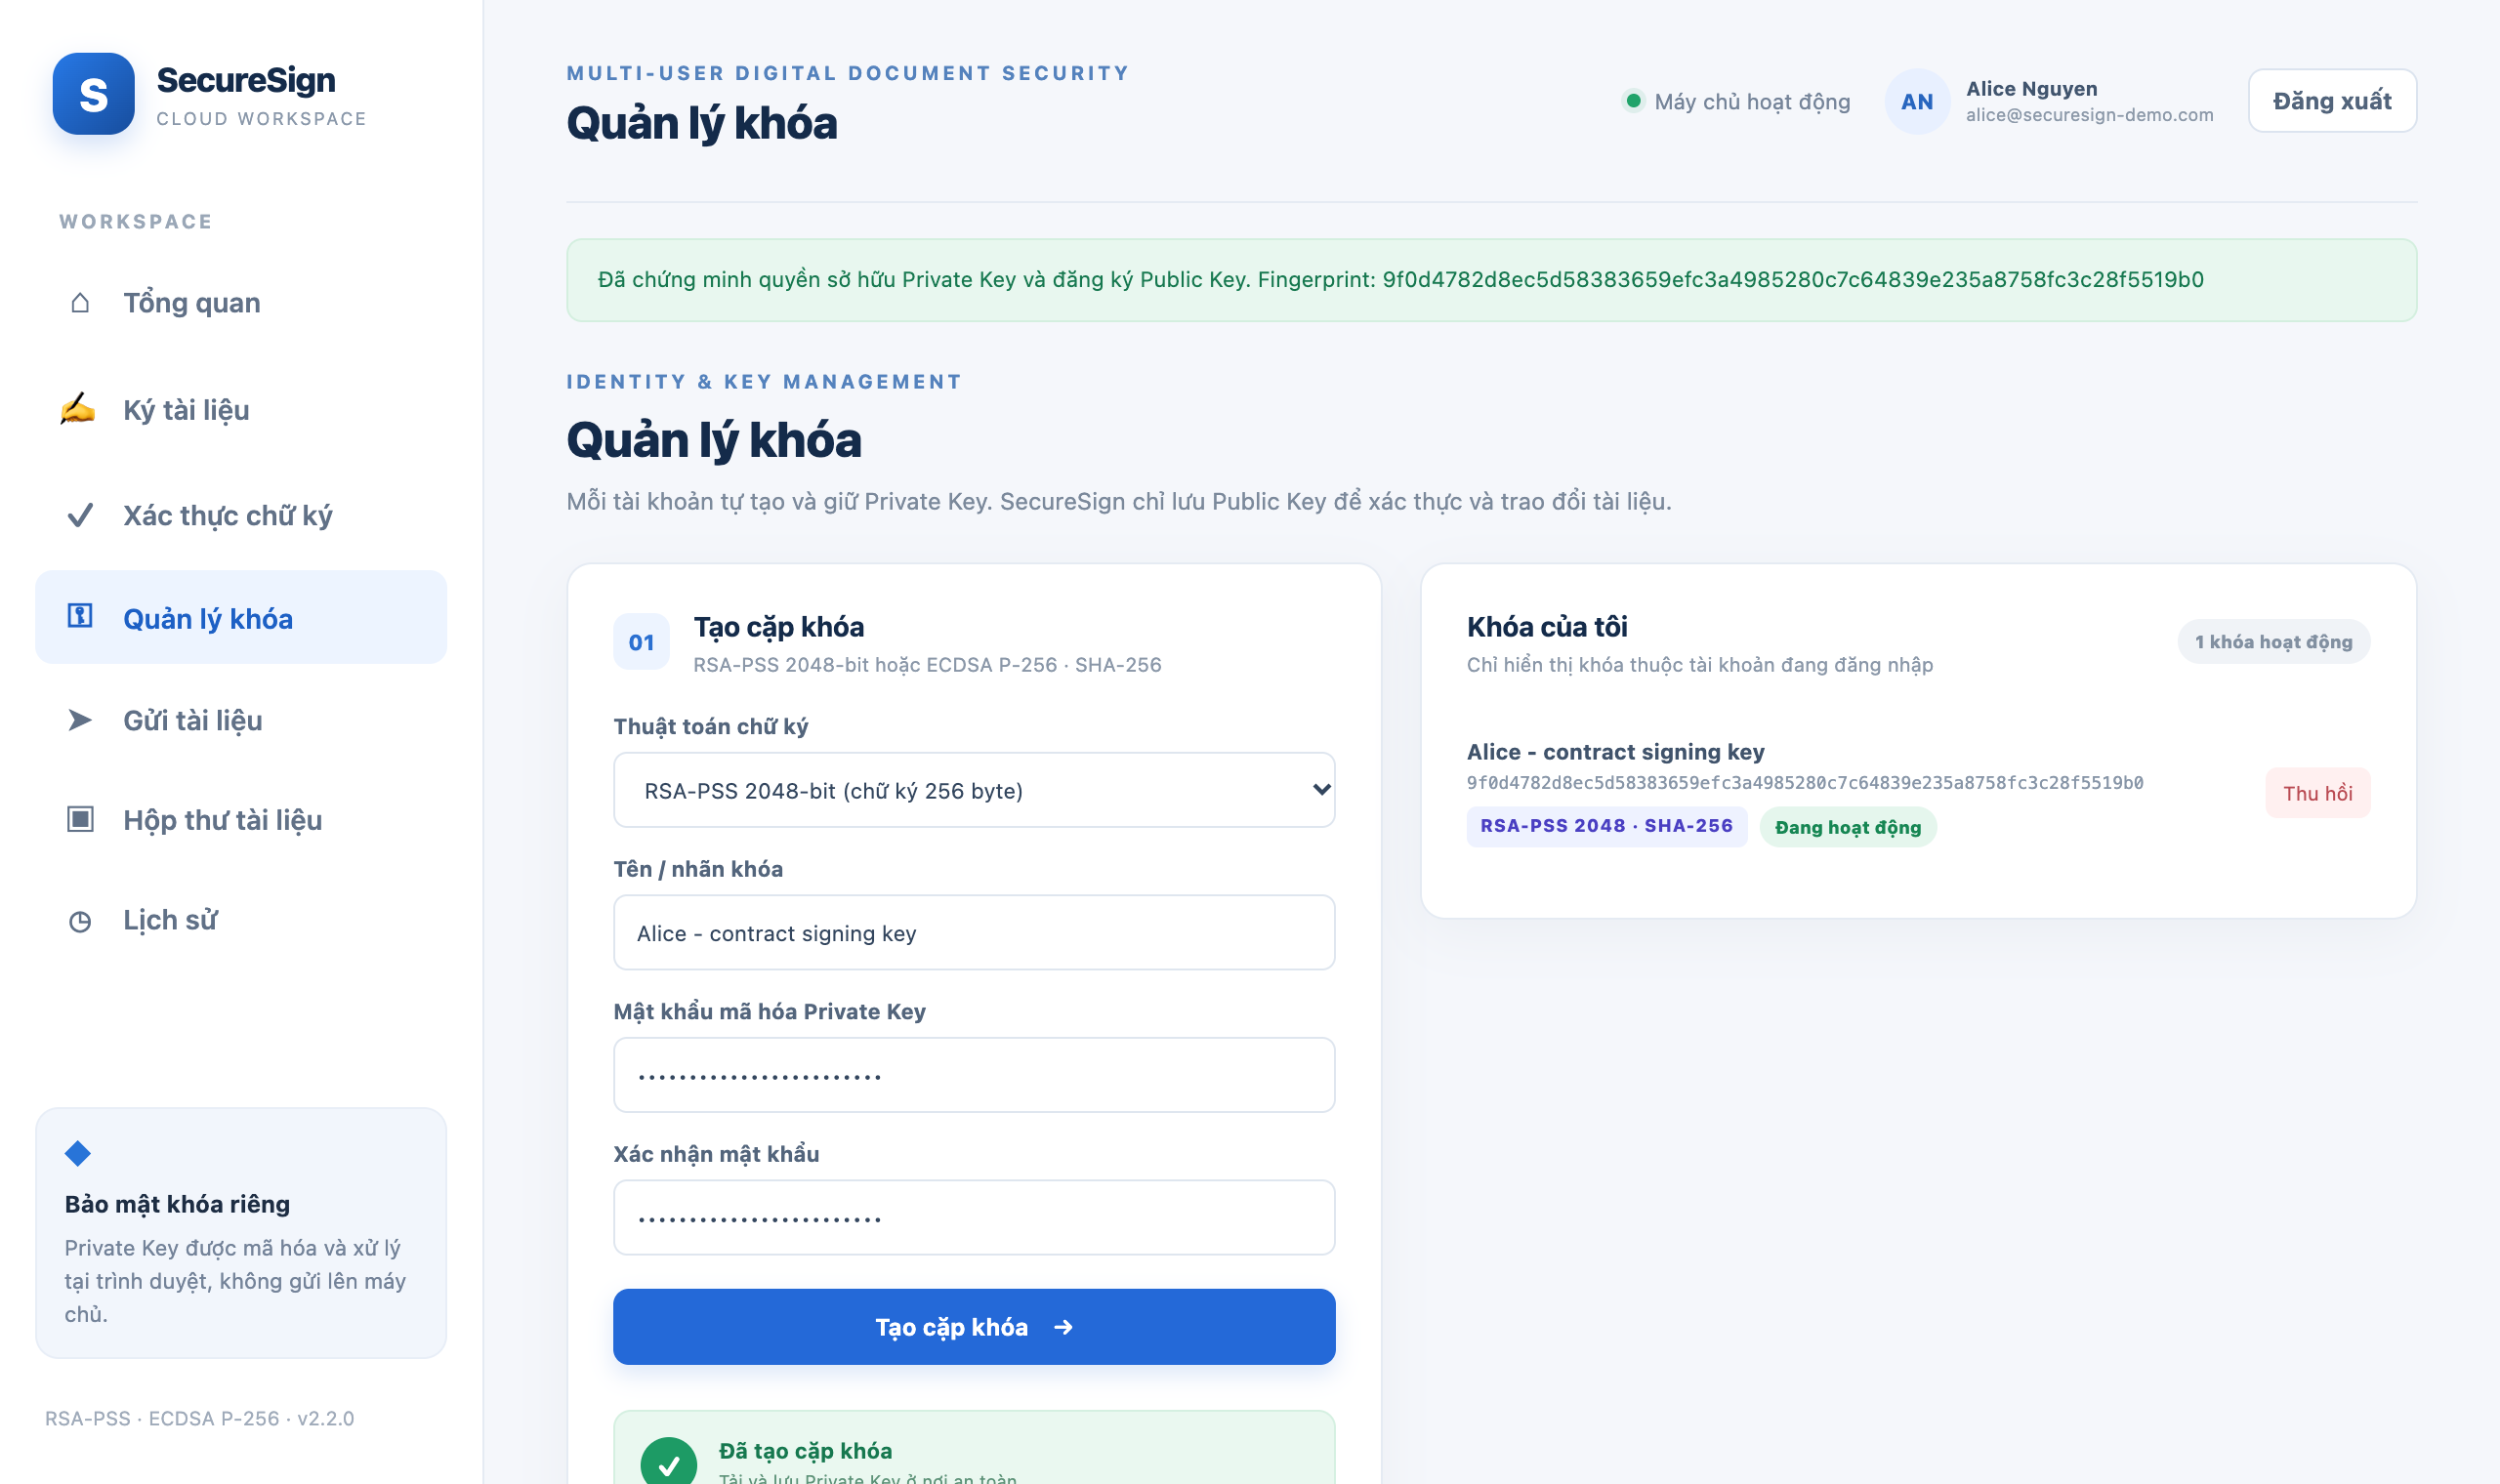 S
SecureSign
CLOUD WORKSPACE
WORKSPACE
Tổng quan
Ký tài liệu
Xác thực chữ ký
Quản lý khóa
Gửi tài liệu
Hộp thư tài liệu
Lịch sử
Bảo mật khóa riêng
Private Key được mã hóa và xử lý
tại trình duyệt, không gửi lên máy
chủ.
RSA-PSS · ECDSA P-256 · v2.2.0
MULTI-USER DIGITAL DOCUMENT SECURITY
Quản lý khóa
Máy chủ hoạt động
AN
Alice Nguyen
alice@securesign-demo.com
Đăng xuất
Đã chứng minh quyền sở hữu Private Key và đăng ký Public Key. Fingerprint: 9f0d4782d8ec5d58383659efc3a4985280c7c64839e235a8758fc3c28f5519b0
IDENTITY & KEY MANAGEMENT
Quản lý khóa
Mỗi tài khoản tự tạo và giữ Private Key. SecureSign chỉ lưu Public Key để xác thực và trao đổi tài liệu.
01
Tạo cặp khóa
RSA-PSS 2048-bit hoặc ECDSA P-256 · SHA-256
Thuật toán chữ ký
RSA-PSS 2048-bit (chữ ký 256 byte)
Tên / nhãn khóa
Alice - contract signing key
Mật khẩu mã hóa Private Key
Xác nhận mật khẩu
Tạo cặp khóa →
Đã tạo cặp khóa
Tải và lưu Private Key ở nơi an toàn
Khóa của tôi
Chỉ hiển thị khóa thuộc tài khoản đang đăng nhập
1 khóa hoạt động
Alice - contract signing key
9f0d4782d8ec5d58383659efc3a4985280c7c64839e235a8758fc3c28f5519b0
RSA-PSS 2048 · SHA-256
Đang hoạt động
Thu hồi